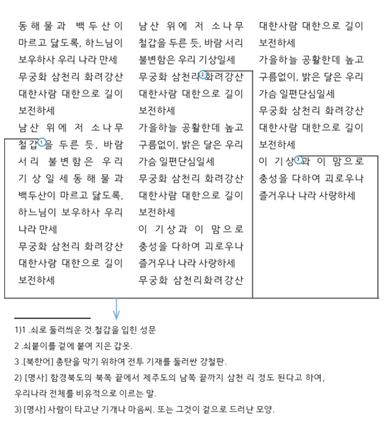 동해물과 백두산이
마르고 닳도록, 하느님이
보우하사 우리 나라 만세
무궁화 삼천리 화려강산
대한사람 대한으로 길이
보전하세
남산 위에 저 소나무
철갑1)을 두른 듯, 바람
서리 불변함은 우리
기상일세동해물과
백두산이 마르고 닳도록,
하느님이 보우하사 우리
나라 만세
무궁화 삼천리 화려강산
대한사람 대한으로 길이
보전하세
남산 위에 저 소나무
철갑을 두른 듯, 바람 서리
불변함은 우리 기상일세
무궁화 삼천리2)화려강산
대한사람 대한으로 길이
보전하세
가을하늘 공활한데 높고
구름없이, 밝은 달은 우리
가슴 일편단심일세
무궁화 삼천리 화려강산
대한사람 대한으로 길이
보전하세
이 기상과 이 맘으로
충성을 다하여 괴로우나
즐거우나 나라 사랑하세
무궁화 삼천리화려강산
대한사람 대한으로 길이
보전하세
가을하늘 공활한데 높고
구름없이, 밝은 달은 우리
가슴 일편단심일세
무궁화 삼천리 화려강산
대한사람 대한으로 길이
보전하세
이 기상3)과 이 맘으로
충성을 다하여 괴로우나
즐거우나 나라 사랑하세
1)1 .쇠로 둘러씌운 것.철갑을 입힌 성문
2 .쇠붙이를 겉에 붙여 지은 갑옷.
3 .[북한어] 총탄을 막기 위하여 전투 기재를 둘러싼 강철판.
2) [명사] 함경북도의 북쪽 끝에서 제주도의 남쪽 끝까지 삼천 리 정도 된다고 하여,
우리나라 전체를 비유적으로 이르는 말.
3) [명사] 사람이 타고난 기개나 마음씨. 또는 그것이 겉으로 드러난 모양.